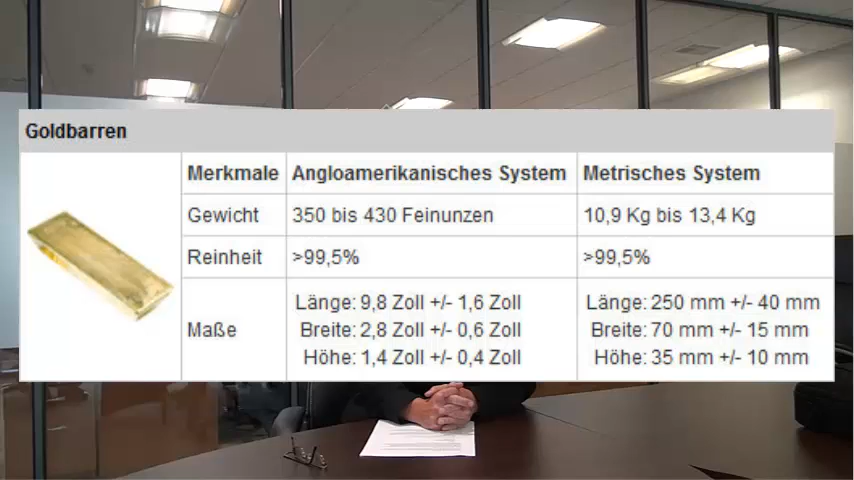 Goldbarren
Merkmale Angloamerikanisches System Metrisches System
Gewicht 350 bis 430 Feinunzen 10,9 Kg bis 13,4 Kg
Reinheit >99,5% >99,5%
Maße
Länge: 9,8 Zoll +/- 1,6 Zoll
Breite: 2,8 Zoll +/- 0,6 Zoll
Höhe: 1,4 Zoll +/- 0,4 Zoll
Länge: 250 mm +/- 40 mm
Breite: 70 mm +/- 15 mm
Höhe: 35 mm +/- 10 mm